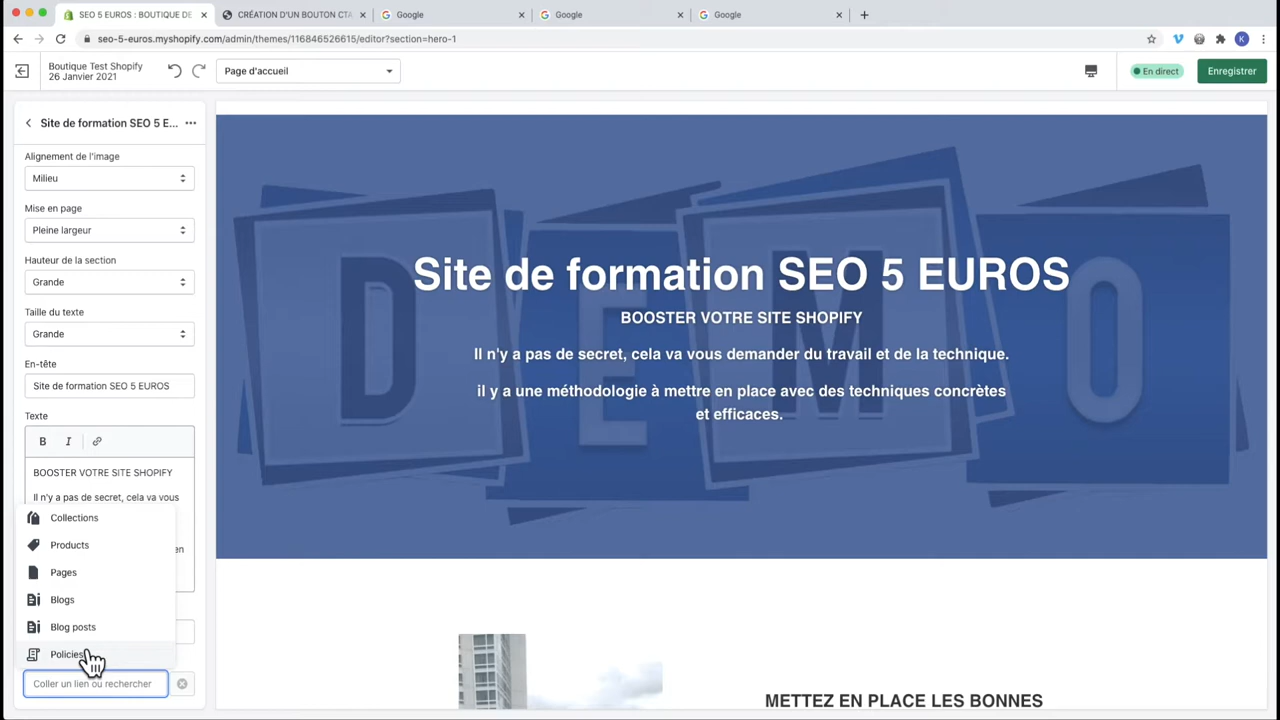 SEO 5 EUROS : BOUTIQUE DE
CRÉATION D'UN BOUTON CTA
Google
Google
Google
seo-5-euros.myshopify.com/admin/themes/116846526615/editor?section=hero-1
K
Boutique Test Shopify
26 Janvier 2021
Page d'accueil
En direct
Enregistrer
Site de formation SEO 5 E...
Alignement de l'image
Milieu
Mise en page
Pleine largeur
Hauteur de la section
Grande
Taille du texte
Grande
En-tête
Site de formation SEO 5 EUROS
Texte
B I
BOOSTER VOTRE SITE SHOPIFY
Il n'y a pas de secret, cela va vous
en
Collections
Products
Pages
Blogs
Blog posts
Policies
Coller un lien ou rechercher
DEMO
Site de formation SEO 5 EUROS
BOOSTER VOTRE SITE SHOPIFY
Il n'y a pas de secret, cela va vous demander du travail et de la technique.
il y a une méthodologie à mettre en place avec des techniques concrètes
et efficaces.
METTEZ EN PLACE LES BONNES